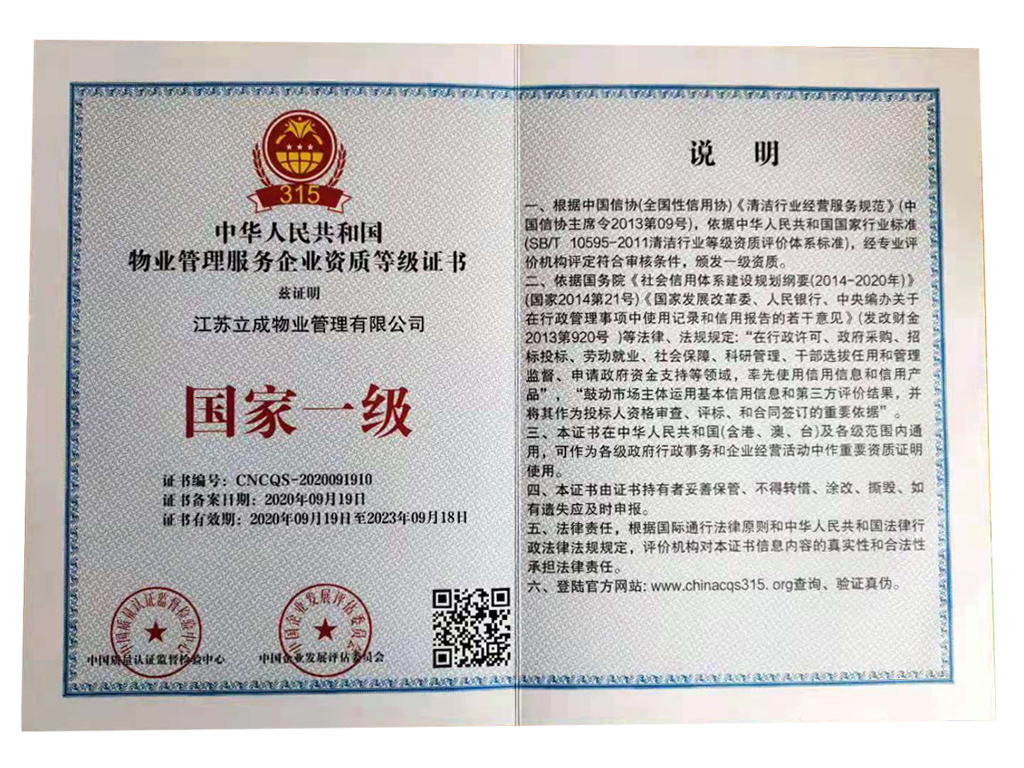 315
中华人民共和国
物业管理服务企业资质等级证书
兹证明
江苏立成物业管理有限公司
国家一级
证书编号：CNCQS-2020091910
证书备案日期：2020年09月19日
证书有效期：2020年09月19日至2023年09月18日
中国质量认证监督检验中心
中国企业发展评估委员会
中国质量认证监督检验中心
中国企业发展评估委员会
说 明
一、根据中国信协(全国性信用协)《清洁行业经营服务规范》(中
国信协主席令2013第09号)，依据中华人民共和国国家行业标准
(SB/T 10595-2011清洁行业等级资质评价体系标准)，经专业评
价机构评定符合审核条件，颁发一级资质。
二、依据国务院《社会信用体系建设规划纲要(2014-2020年)》
(国家2014第21号)《国家发展改革委、人民银行、中央编办关于
在行政管理事项中使用记录和信用报告的若干意见》(发改财金
2013第920号 )等法律、法规规定: “在行政许可、政府采购、招
标投标、劳动就业、社会保障、科研管理、干部选拔任用和管理
监督、申请政府资金支持等领域，率先使用信用信息和信用产
品”，“鼓动市场主体运用基本信用信息和第三方评价结果，并
将其作为投标人资格审查、评标、和合同签订的重要依据”。
三、本证书在中华人民共和国(含港、澳、台)及各级范围内通
用，可作为各级政府行政事务和企业经营活动中作重要资质证明
使用。
四、本证书由证书持有者妥善保管、不得转借、涂改、撕毁、如
有遗失应及时申报。
五、法律责任，根据国际通行法律原则和中华人民共和国法律行
政法律法规规定，评价机构对本证书信息内容的真实性和合法性
承担法律责任。
六、登陆官方网站: www.chinacqs315. org查询、验证真伪。